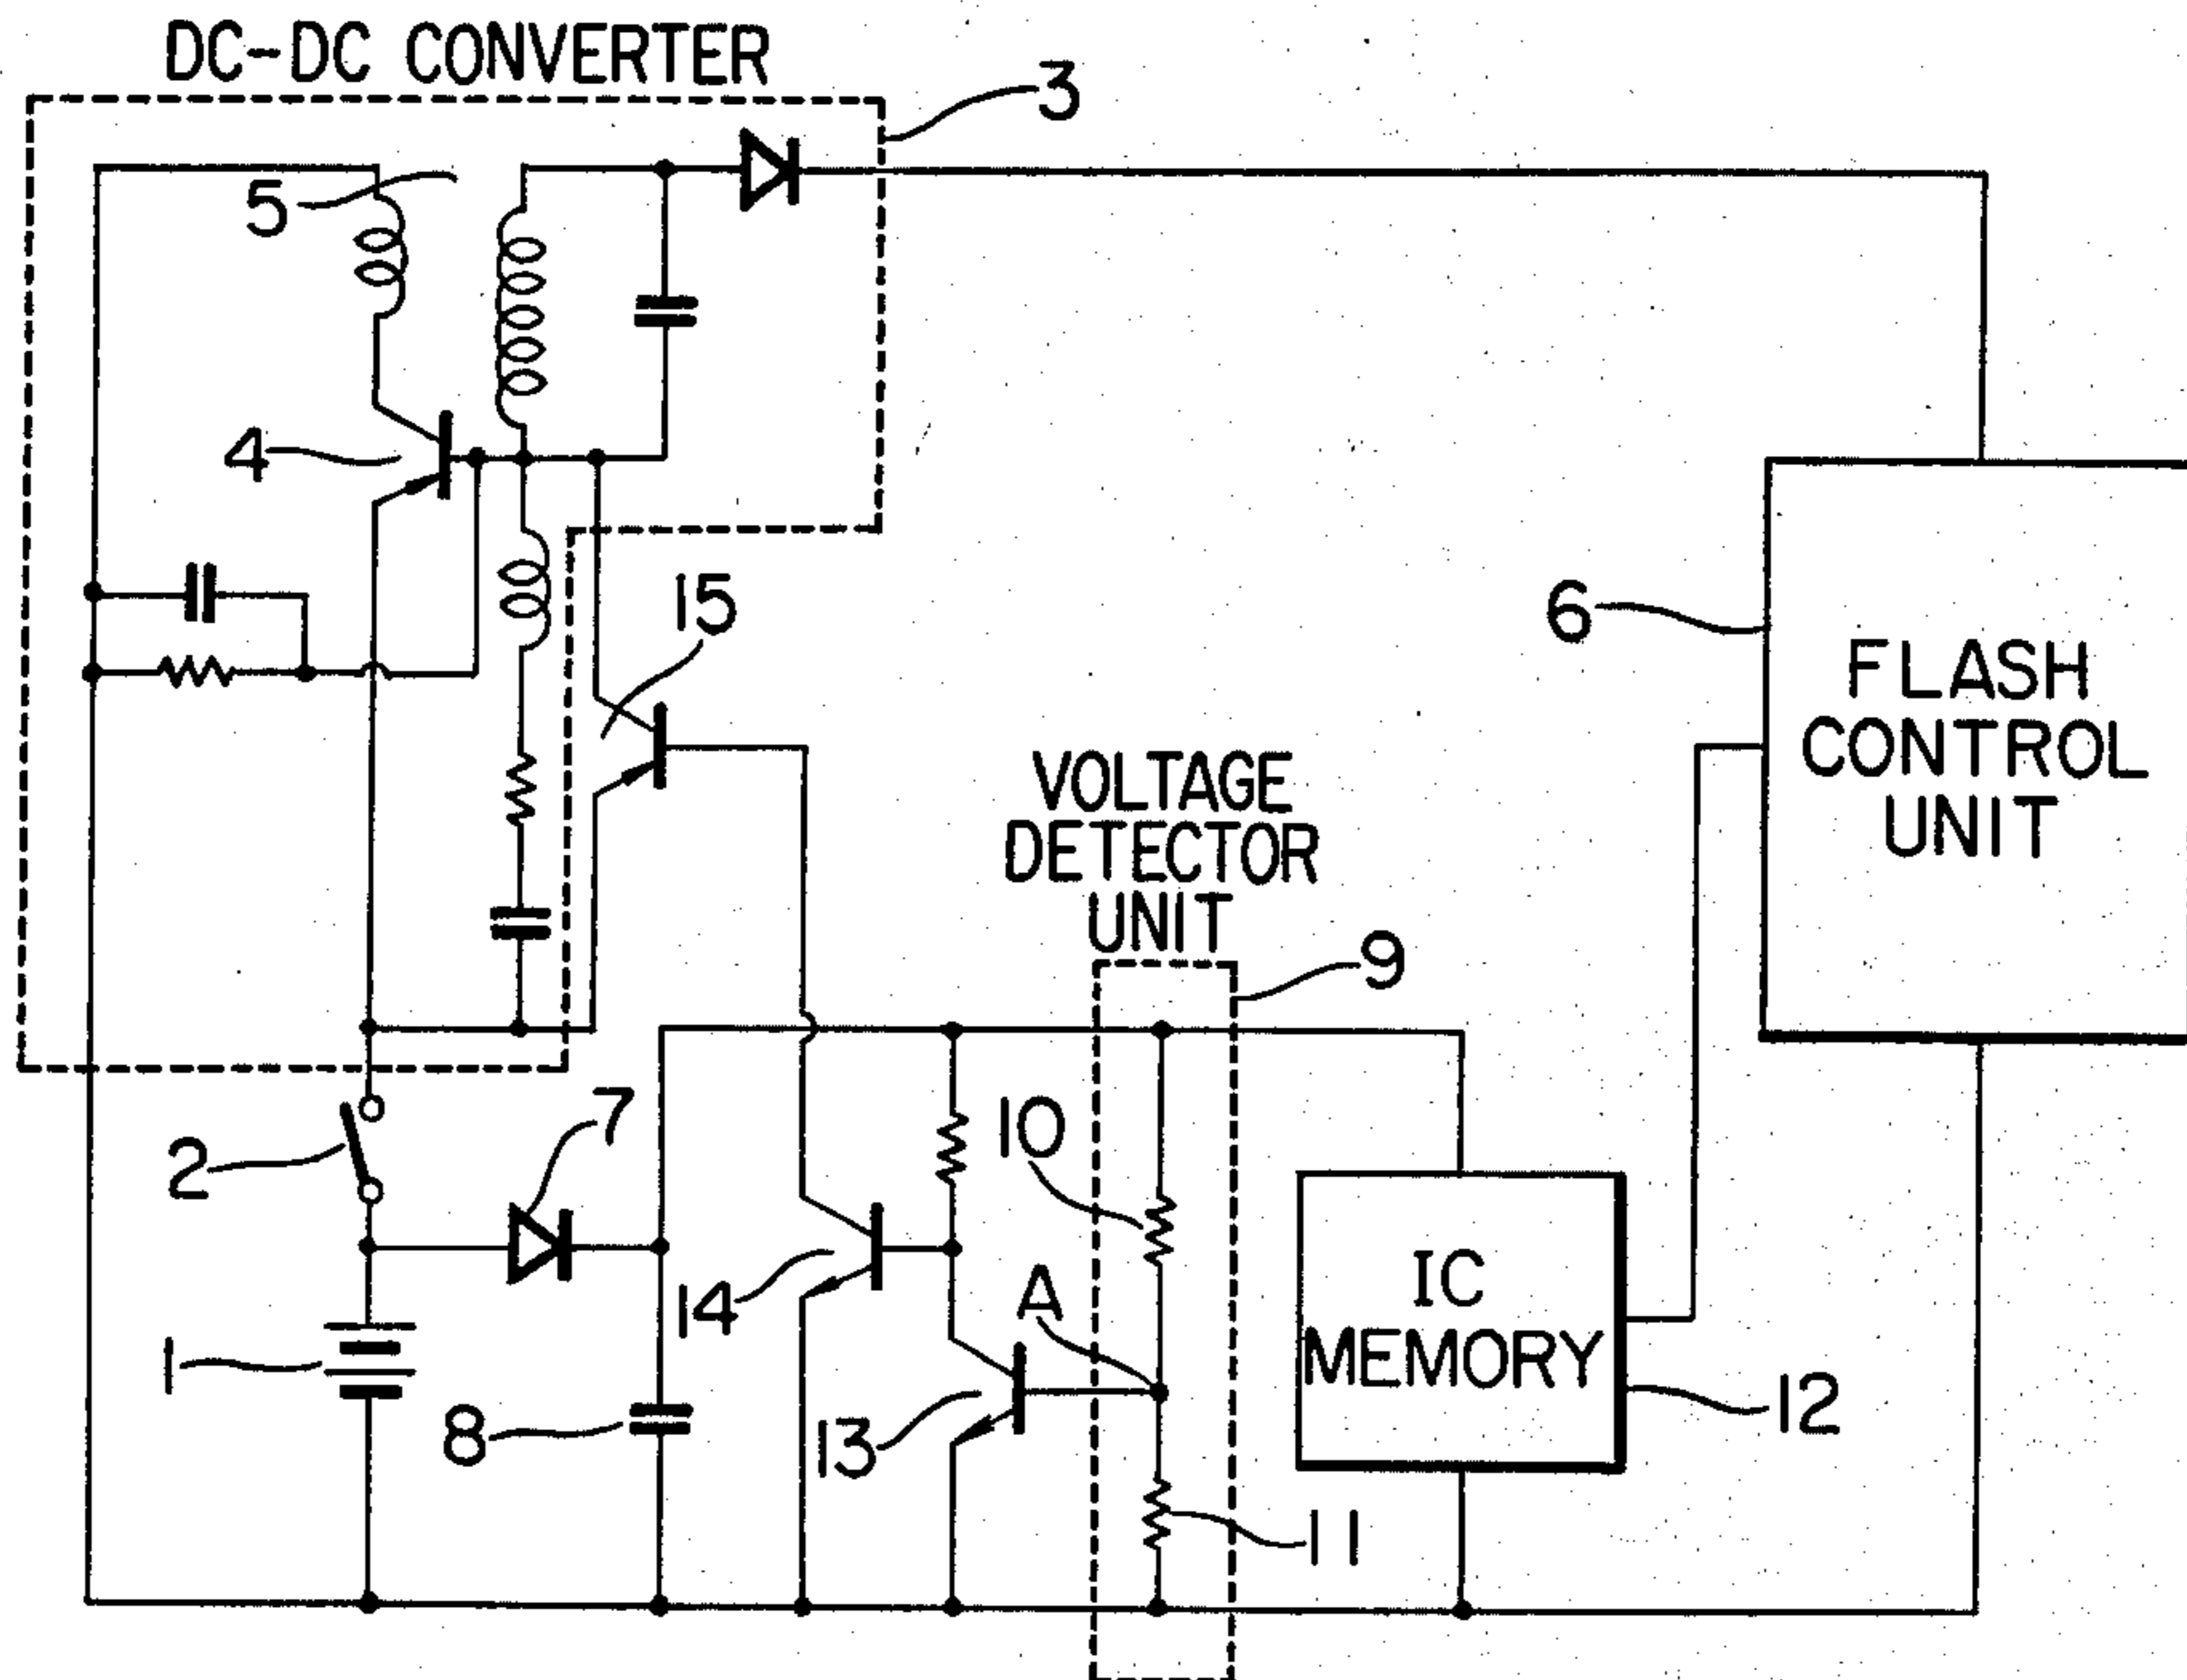 DC-DC CONVERTER
3
5
4
15
6
FLASH
CONTROL
UNIT
VOLTAGE
DETECTOR
UNIT
9
2
7
10
14
A
IC
MEMORY
1
8
13
12
11